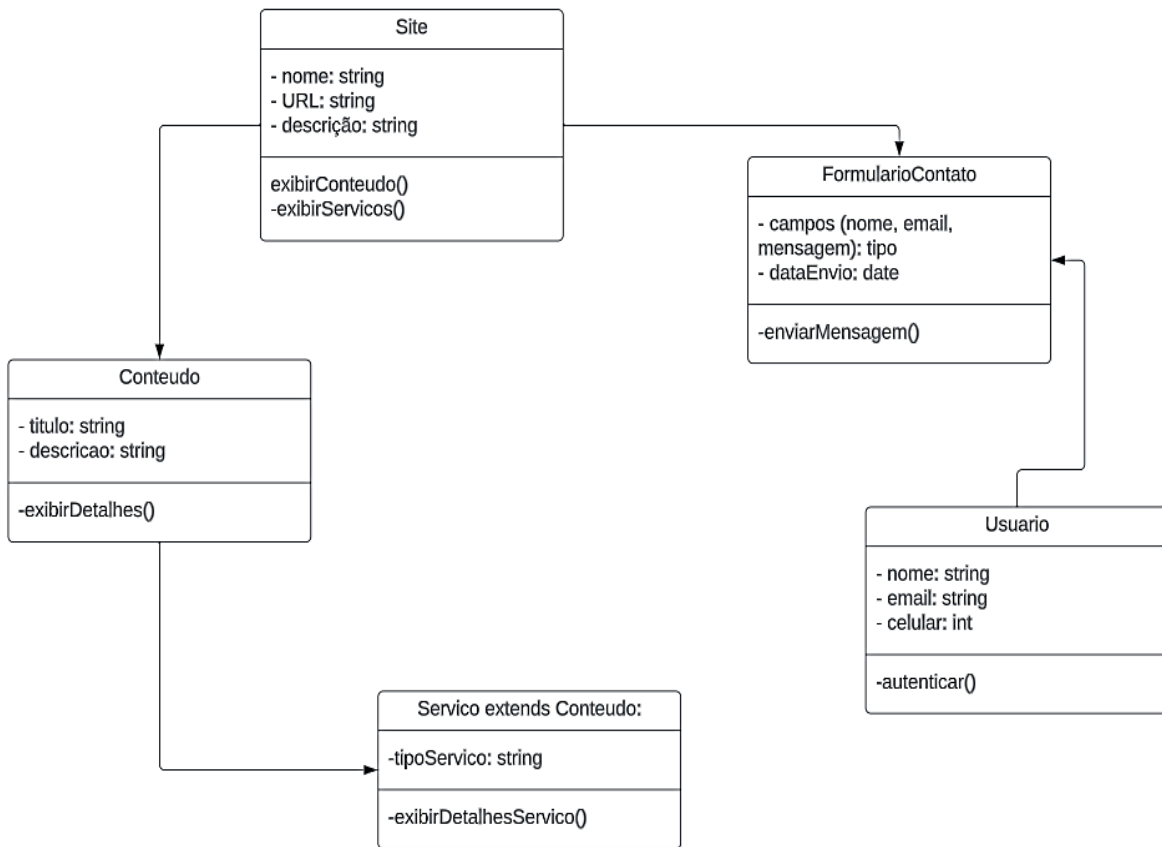 Site
- nome: string
- URL: string
- descrição: string
exibirConteudo()
-exibirServicos()
FormularioContato
- campos (nome, email,
mensagem): tipo
- dataEnvio: date
-enviarMensagem()
Conteudo
- titulo: string
- descricao: string
-exibirDetalhes()
Usuario
- nome: string
- email: string
- celular: int
-autenticar()
Servico extends Conteudo:
-tipoServico: string
-exibirDetalhesServico()